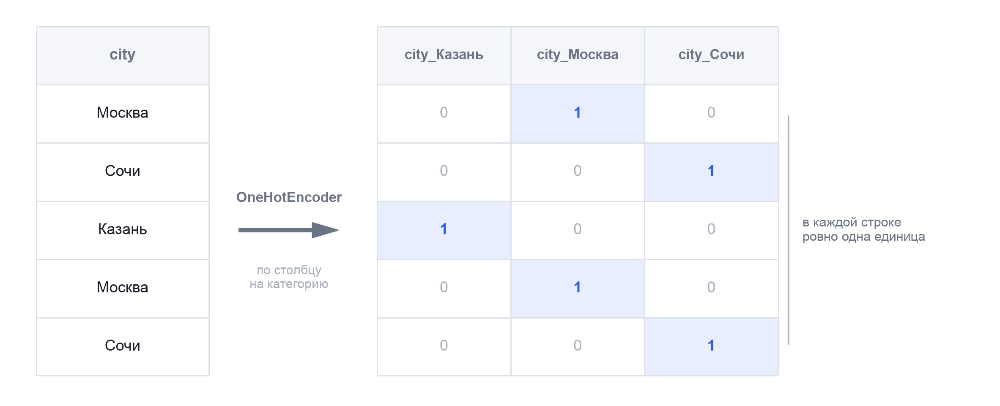 city
Москва
Сочи
Казань
Москва
Сочи
OneHotEncoder
по столбцу
на категорию
city_Казань city_Москва city_Сочи
0 1 0
0 0 1
1 0 0
0 1 0
0 0 1
в каждой строке
ровно одна единица